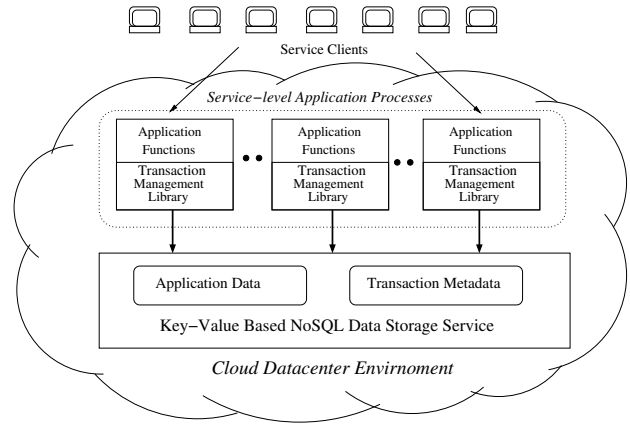 Service Clients
Service-level Application Processes
Application
Functions
Transaction
Management
Library
Application
Functions
Transaction
Management
Library
Application
Functions
Transaction
Management
Library
Application Data
Transaction Metadata
Key-Value Based NoSQL Data Storage Service
Cloud Datacenter Envirnoment